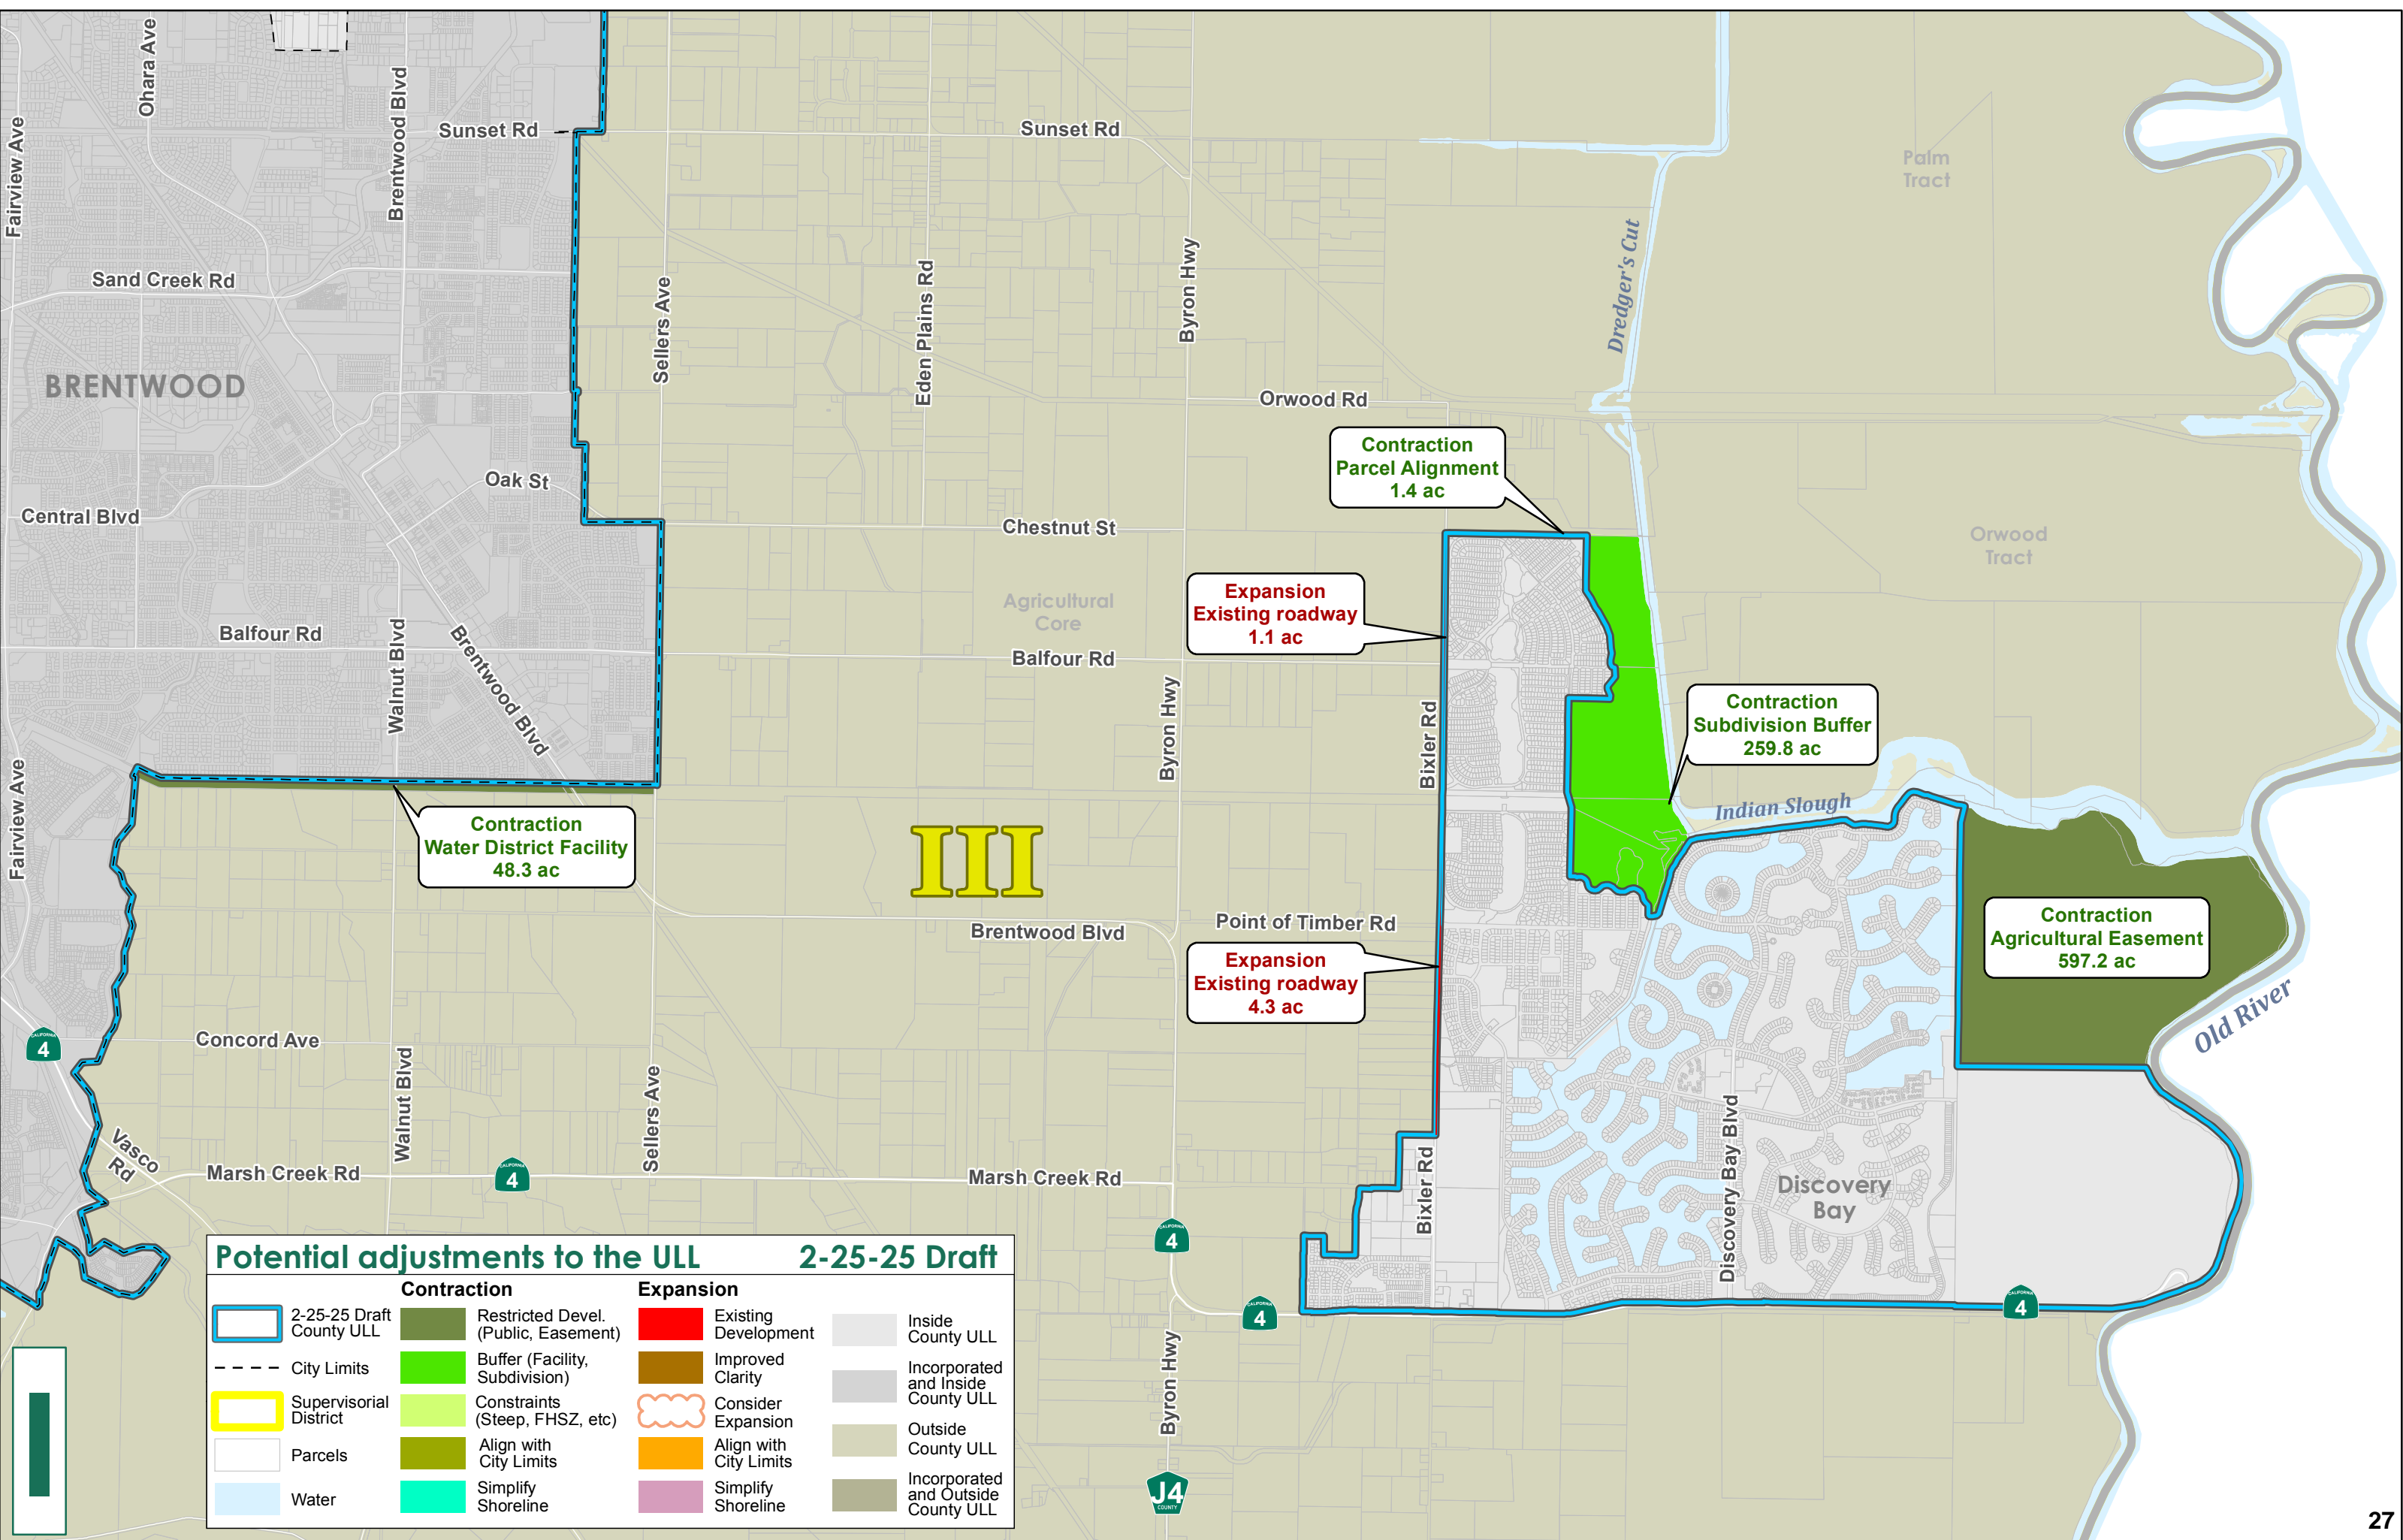 Fairview Ave
Ohara Ave
Brentwood Blvd
Sunset Rd
Sunset Rd
Palm
Tract
Sand Creek Rd
Sellers Ave
Eden Plains Rd
Byron Hwy
Dredger's Cut
BRENTWOOD
Orwood Rd
Contraction
Parcel Alignment
1.4 ac
Oak St
Central Blvd
Chestnut St
Orwood
Tract
Agricultural
Core
Expansion
Existing roadway
1.1 ac
Balfour Rd
Walnut Blvd
Brentwood Blvd
Balfour Rd
Byron Hwy
Bixler Rd
Contraction
Subdivision Buffer
259.8 ac
Fairview Ave
Indian Slough
Contraction
Water District Facility
48.3 ac
III
Brentwood Blvd
Point of Timber Rd
Contraction
Agricultural Easement
597.2 ac
Expansion
Existing roadway
4.3 ac
Old River
CALIFORNIA
4
Concord Ave
Walnut Blvd
Sellers Ave
Vasco
Rd
Marsh Creek Rd
CALIFORNIA
4
Marsh Creek Rd
Bixler Rd
Discovery Bay Blvd
Discovery
Bay
CALIFORNIA
4
CALIFORNIA
4
CALIFORNIA
4
Byron Hwy
J4
COUNTY
Potential adjustments to the ULL 2-25-25 Draft
2-25-25 Draft
County ULL
City Limits
Supervisorial
District
Parcels
Water
Contraction
Restricted Devel.
(Public, Easement)
Buffer (Facility,
Subdivision)
Constraints
(Steep, FHSZ, etc)
Align with
City Limits
Simplify
Shoreline
Expansion
Existing
Development
Improved
Clarity
Consider
Expansion
Align with
City Limits
Simplify
Shoreline
Inside
County ULL
Incorporated
and Inside
County ULL
Outside
County ULL
Incorporated
and Outside
County ULL
27